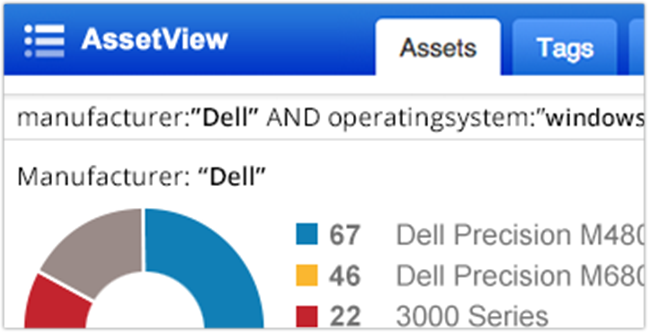 AssetView
Assets
Tags
manufacturer:”Dell” AND operatingsystem:”windows
Manufacturer: “Dell”
67 Dell Precision M480
46 Dell Precision M680
22 3000 Series